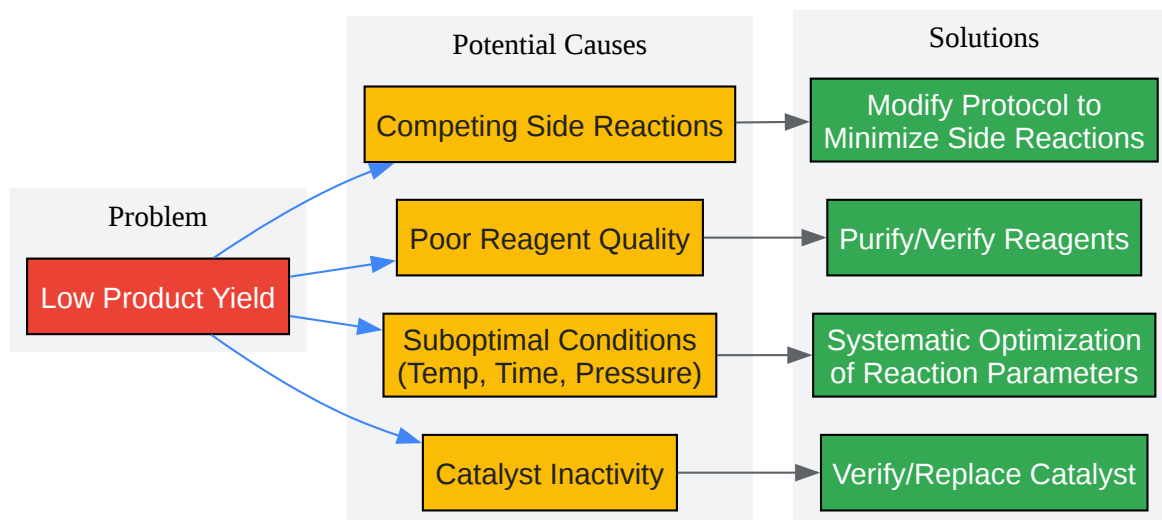 Problem
Low Product Yield
Potential Causes
Competing Side Reactions
Poor Reagent Quality
Suboptimal Conditions
(Temp, Time, Pressure)
Catalyst Inactivity
Solutions
Modify Protocol to
Minimize Side Reactions
Purify/Verify Reagents
Systematic Optimization
of Reaction Parameters
Verify/Replace Catalyst